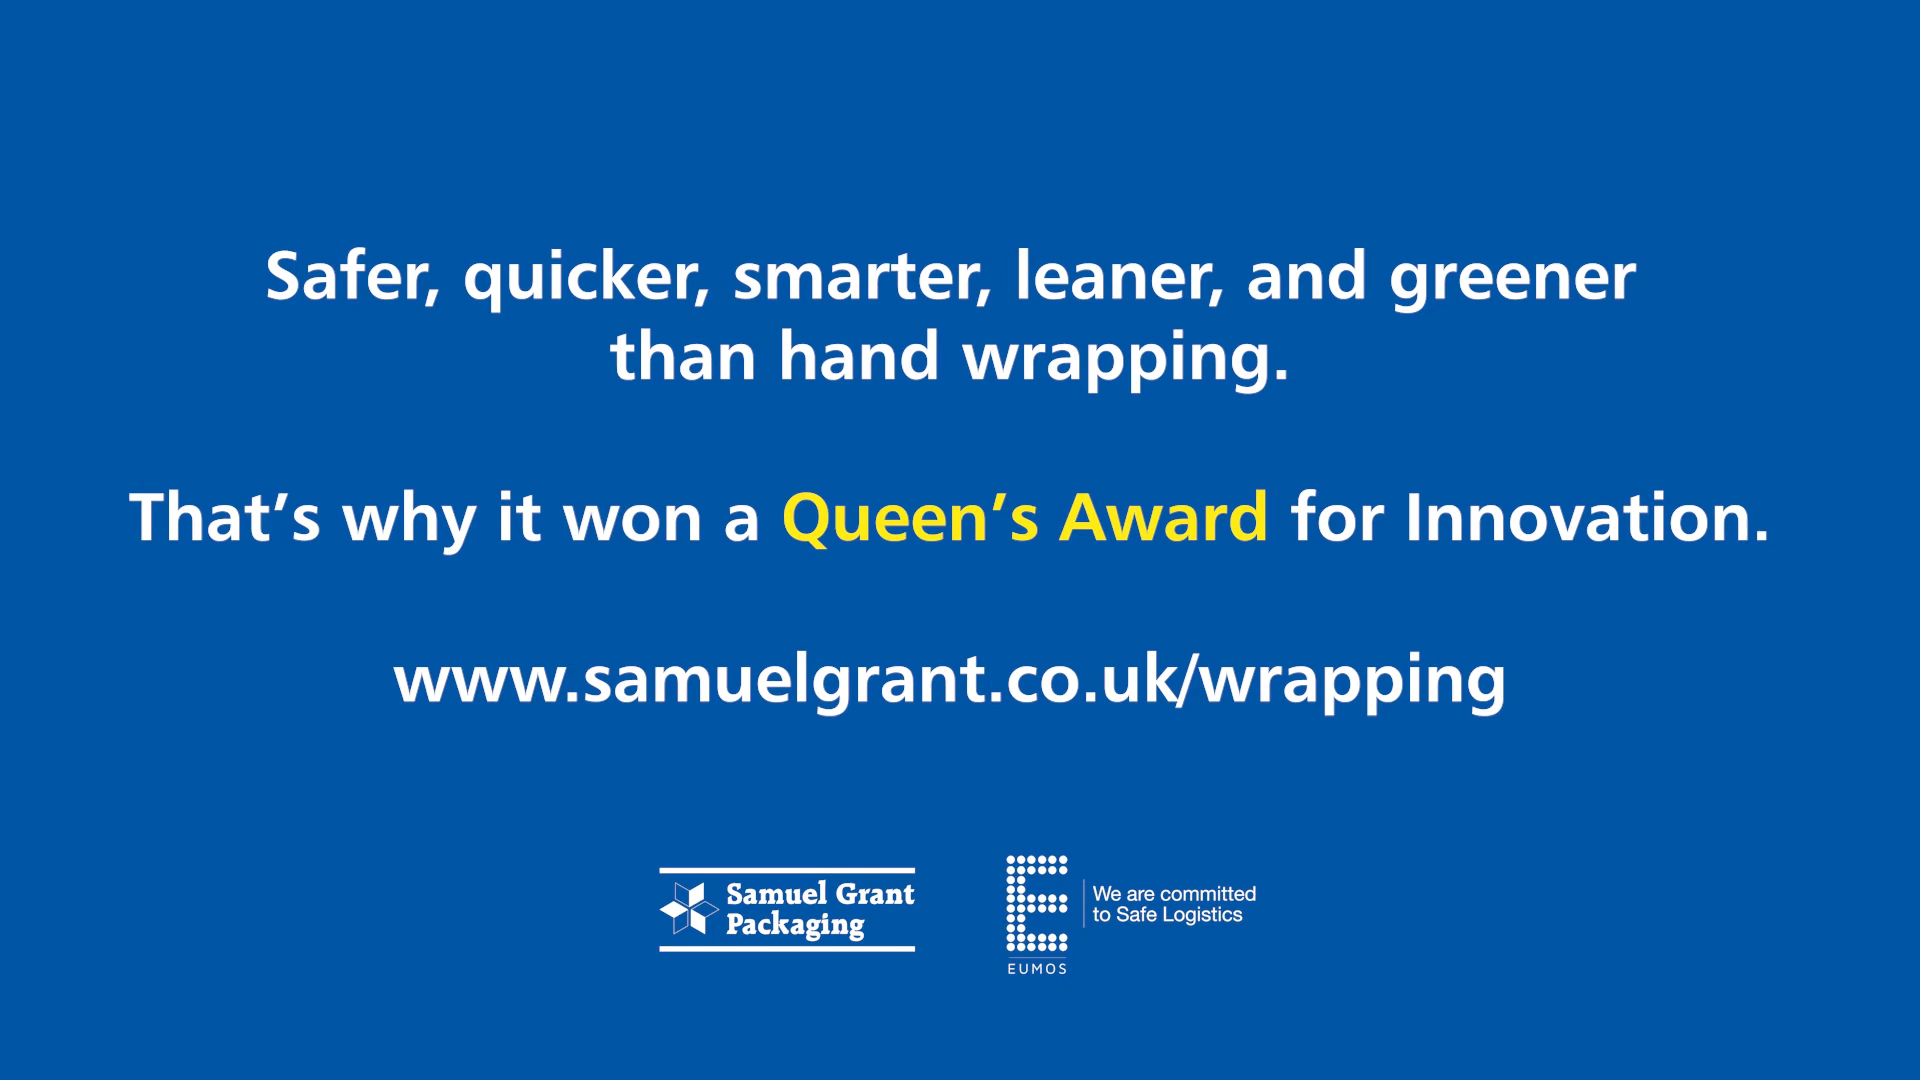 Safer, quicker, smarter, leaner, and greener
than hand wrapping.
That’s why it won a Queen’s Award for Innovation.
www.samuelgrant.co.uk/wrapping
Samuel Grant
Packaging
E
EUMOS
We are committed
to Safe Logistics